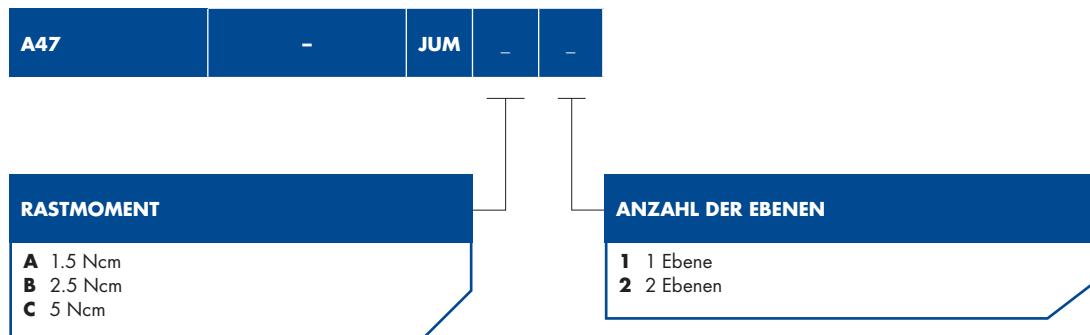 A47 – JUM _ _
RASTMOMENT
A 1.5 Ncm
B 2.5 Ncm
C 5 Ncm
ANZAHL DER EBENEN
1 1 Ebene
2 2 Ebenen